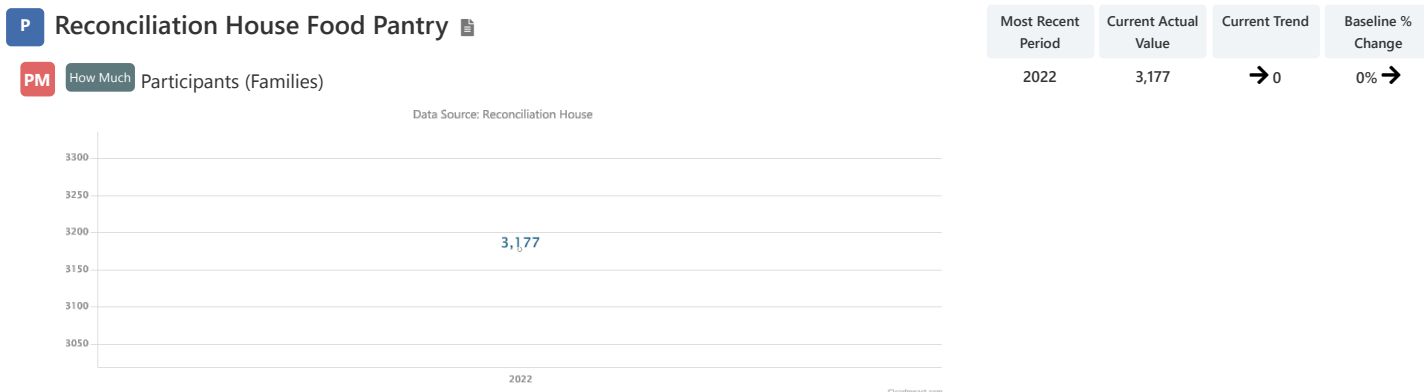 P Reconciliation House Food Pantry
Most Recent Period
Current Actual Value
Current Trend
Baseline % Change
PM How Much Participants (Families)
2022
3,177
0
0%
Data Source: Reconciliation House
3300
3250
3200
3150
3100
3050
3,177
2022